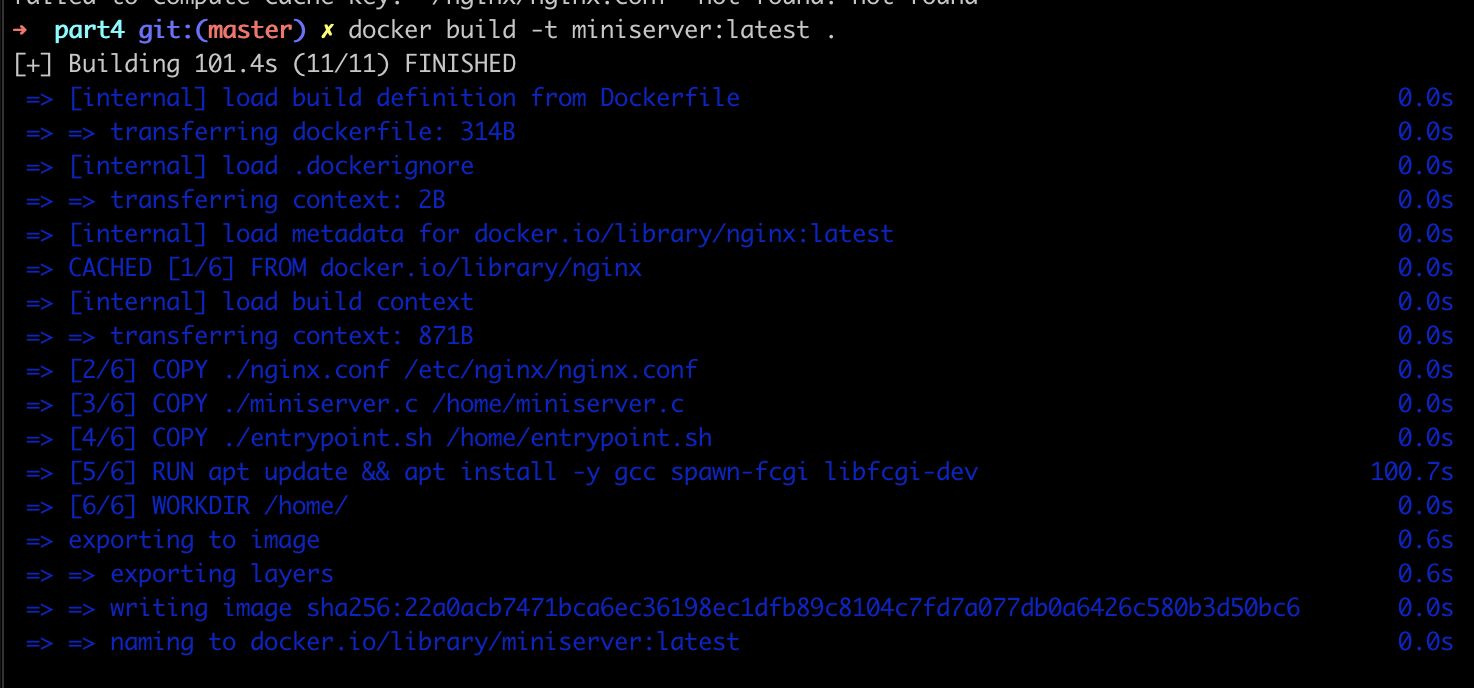 failed to compute cache key: "/nginx/nginx.conf" not found: not found
→ part4 git:(master) ✗ docker build -t miniserver:latest .
[+] Building 101.4s (11/11) FINISHED
=> [internal] load build definition from Dockerfile 0.0s
=> => transferring dockerfile: 314B 0.0s
=> [internal] load .dockerignore 0.0s
=> => transferring context: 2B 0.0s
=> [internal] load metadata for docker.io/library/nginx:latest 0.0s
=> CACHED [1/6] FROM docker.io/library/nginx 0.0s
=> [internal] load build context 0.0s
=> => transferring context: 871B 0.0s
=> [2/6] COPY ./nginx.conf /etc/nginx/nginx.conf 0.0s
=> [3/6] COPY ./miniserver.c /home/miniserver.c 0.0s
=> [4/6] COPY ./entrypoint.sh /home/entrypoint.sh 0.0s
=> [5/6] RUN apt update && apt install -y gcc spawn-fcgi libfcgi-dev 100.7s
=> [6/6] WORKDIR /home/ 0.0s
=> exporting to image 0.6s
=> => exporting layers 0.6s
=> => writing image sha256:22a0acb7471bca6ec36198ec1dfb89c8104c7fd7a077db0a6426c580b3d50bc6 0.0s
=> => naming to docker.io/library/miniserver:latest 0.0s